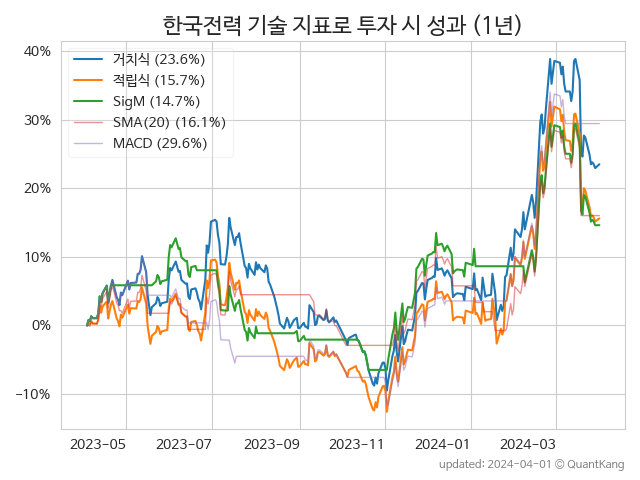 한국전력 기술 지표로 투자 시 성과 (1년)
40%
30%
20%
10%
0%
−10%
거치식 (23.6%)
적립식 (15.7%)
SigM (14.7%)
SMA(20) (16.1%)
MACD (29.6%)
2023-05 2023-07 2023-09 2023-11 2024-01 2024-03
updated: 2024-04-01 © QuantKang